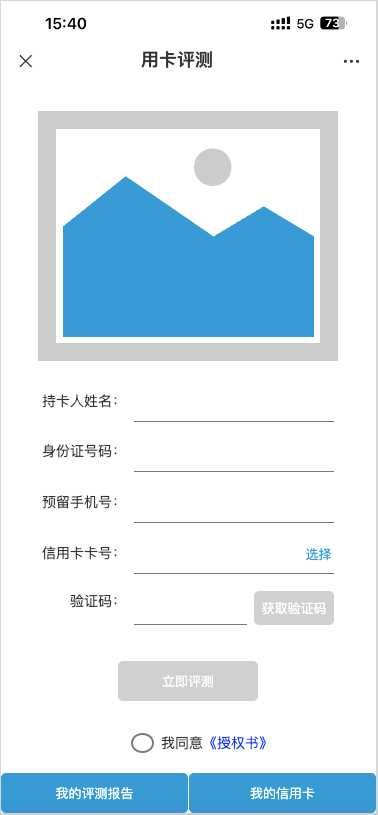 15:40 5G 73
用卡评测
持卡人姓名：
身份证号码：
预留手机号：
信用卡卡号： 选择
验证码： 获取验证码
立即评测
我同意《授权书》
我的评测报告 我的信用卡